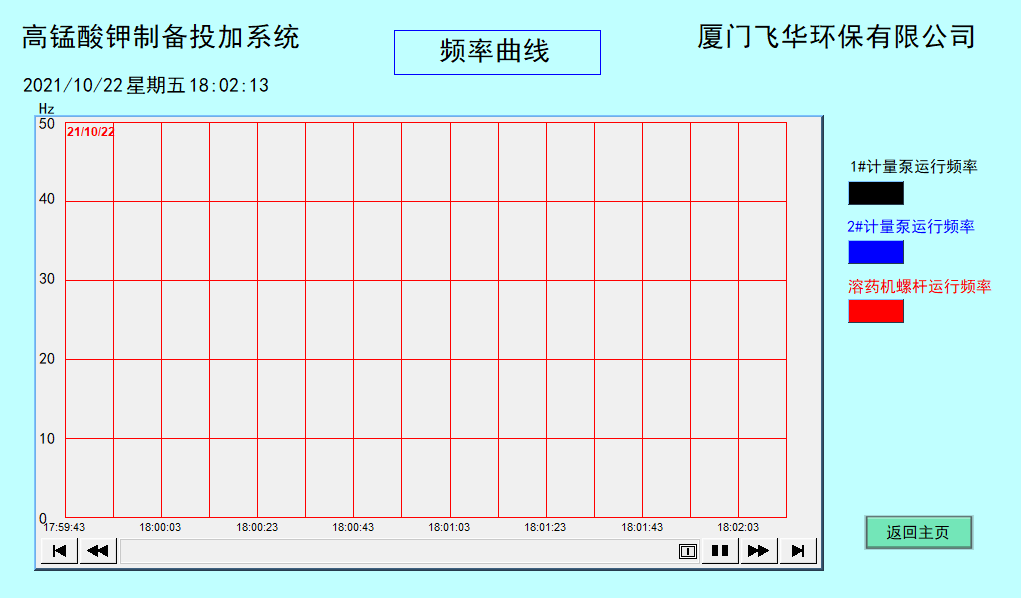 高锰酸钾制备投加系统
频率曲线
厦门飞华环保有限公司
2021/10/22 星期五 18:02:13
Hz
50
21/10/22
40
30
20
10
0
17:59:43 18:00:03 18:00:23 18:00:43 18:01:03 18:01:23 18:01:43 18:02:03
1#计量泵运行频率
2#计量泵运行频率
溶药机螺杆运行频率
返回主页